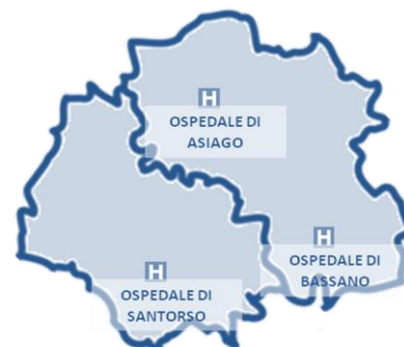 H
OSPEDALE DI
ASIAGO
H
OSPEDALE DI
BASSANO
H
OSPEDALE DI
SANTORSO